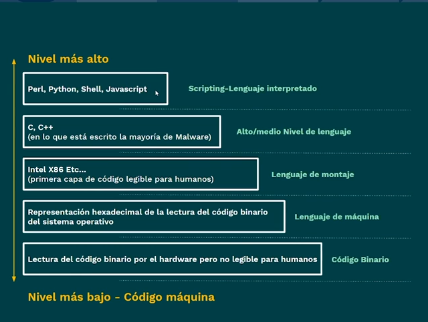 Nivel más alto
Perl, Python, Shell, Javascript
Scripting-Lenguaje interpretado
C, C++
(en lo que está escrito la mayoría de Malware)
Alto/medio Nivel de lenguaje
Intel X86 Etc...
(primera capa de código legible para humanos)
Lenguaje de montaje
Representación hexadecimal de la lectura del código binario
del sistema operativo
Lenguaje de máquina
Lectura del código binario por el hardware pero no legible para humanos
Código Binario
Nivel más bajo - Código máquina